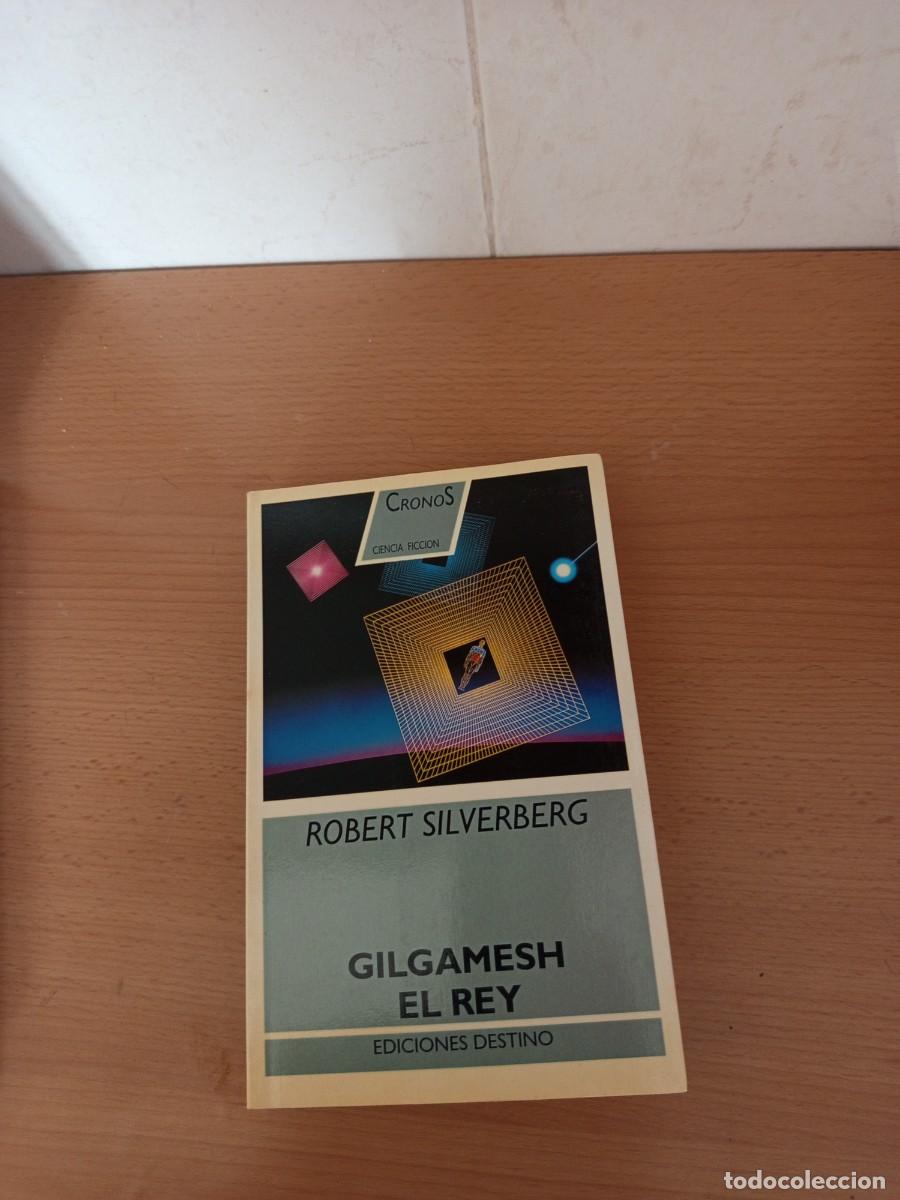 CRONOS
CIENCIA FICCION
ROBERT SILVERBERG
GILGAMESH
EL REY
EDICIONES DESTINO
todocoleccion